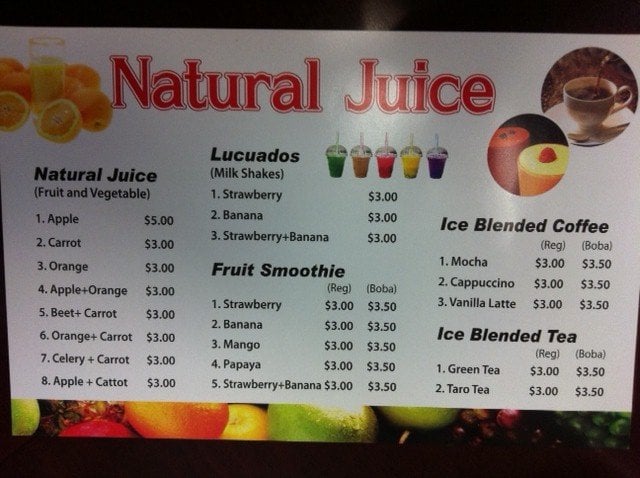 Natural Juice
Natural Juice
(Fruit and Vegetable)
1. Apple $5.00
2. Carrot $3.00
3. Orange $3.00
4. Apple+Orange $3.00
5. Beet+ Carrot $3.00
6. Orange+ Carrot $3.00
7. Celery + Carrot $3.00
8. Apple + Cattot $3.00
Lucuados
(Milk Shakes)
1. Strawberry $3.00
2. Banana $3.00
3. Strawberry+Banana $3.00
Fruit Smoothie
(Reg) (Boba)
1. Strawberry $3.00 $3.50
2. Banana $3.00 $3.50
3. Mango $3.00 $3.50
4. Papaya $3.00 $3.50
5. Strawberry+Banana $3.00 $3.50
Ice Blended Coffee
(Reg) (Boba)
1. Mocha $3.00 $3.50
2. Cappuccino $3.00 $3.50
3. Vanilla Latte $3.00 $3.50
Ice Blended Tea
(Reg) (Boba)
1. Green Tea $3.00 $3.50
2. Taro Tea $3.00 $3.50